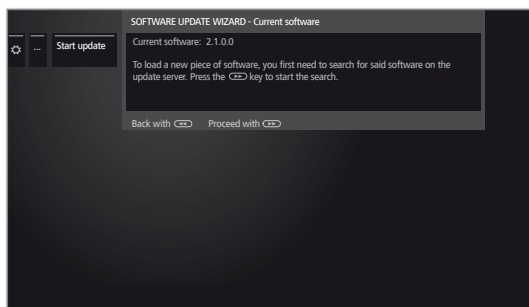 SOFTWARE UPDATE WIZARD - Current software
... Start update
Current software: 2.1.0.0
To load a new piece of software, you first need to search for said software on the
update server. Press the key to start the search.
Back with Proceed with